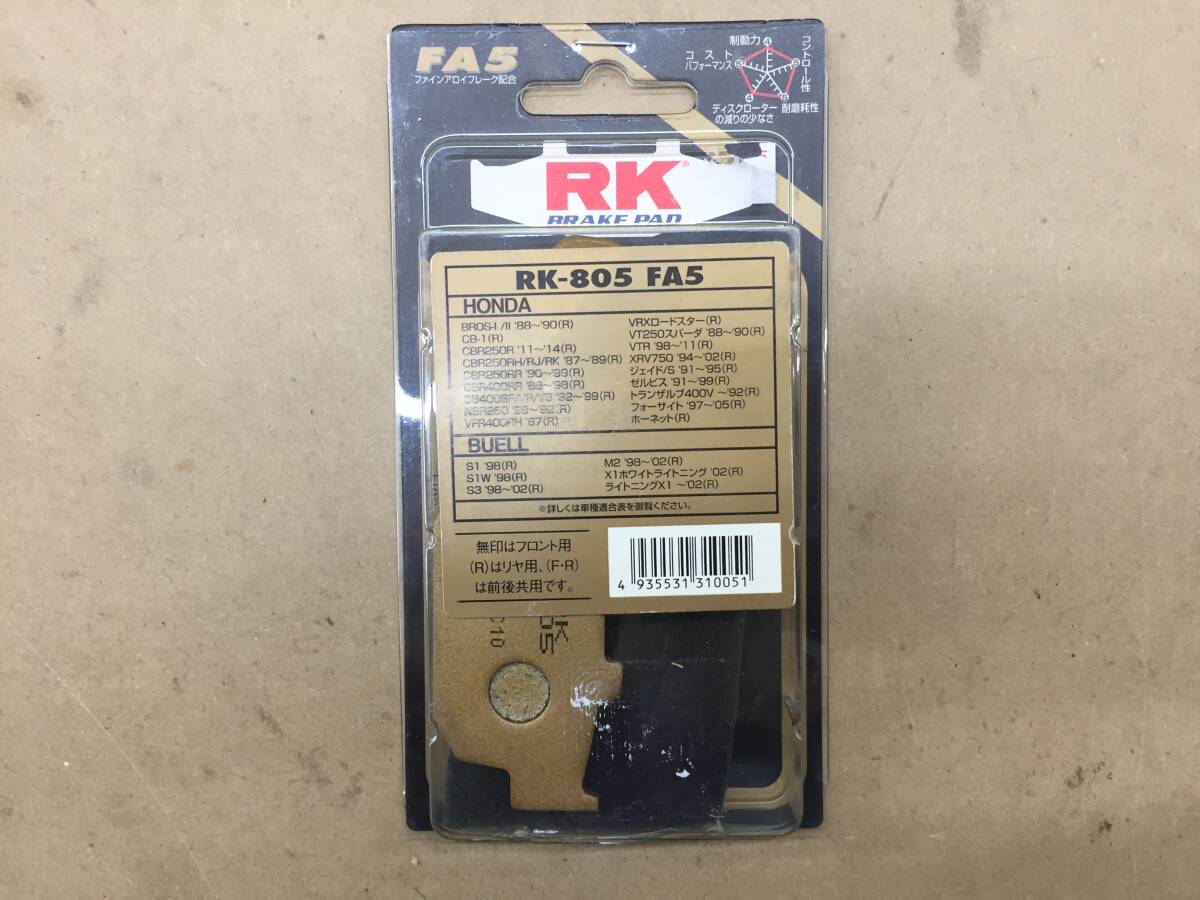 FA5
ファインアロイフレーク配合
制動力
コントロール性
コスト
パフォーマンス
ディスクローター
の減りの少なさ
耐磨耗性
RK®
BRAKE PAD
RK-805 FA5
HONDA
BROS-I /II '88～'90(R)
CB-1(R)
CBR250R '11～'14(R)
CBR250RH/RJ/RK '87～'89(R)
CBR250RR '90～'99(R)
CBR400RR '88～'98(R)
CB400SF/VR/V3 '92～'99(R)
NSR250 '88～'92(R)
VFR400RH '87(R)
VRXロードスター(R)
VT250スパーダ '88～'90(R)
VTR '98～'11(R)
XRV750 '94～'02(R)
ジェイド/S '91～'95(R)
ゼルビス '91～'99(R)
トランザルプ400V ～'92(R)
フォーサイト '97～'05(R)
ホーネット(R)
BUELL
S1 '98(R)
S1W '98(R)
S3 '98～'02(R)
M2 '98～'02(R)
X1ホワイトライトニング '02(R)
ライトニングX1 ～'02(R)
※詳しくは車種適合表を御覧ください。
無印はフロント用
(R)はリヤ用、(F・R)
は前後共用です。
4 935531 310051